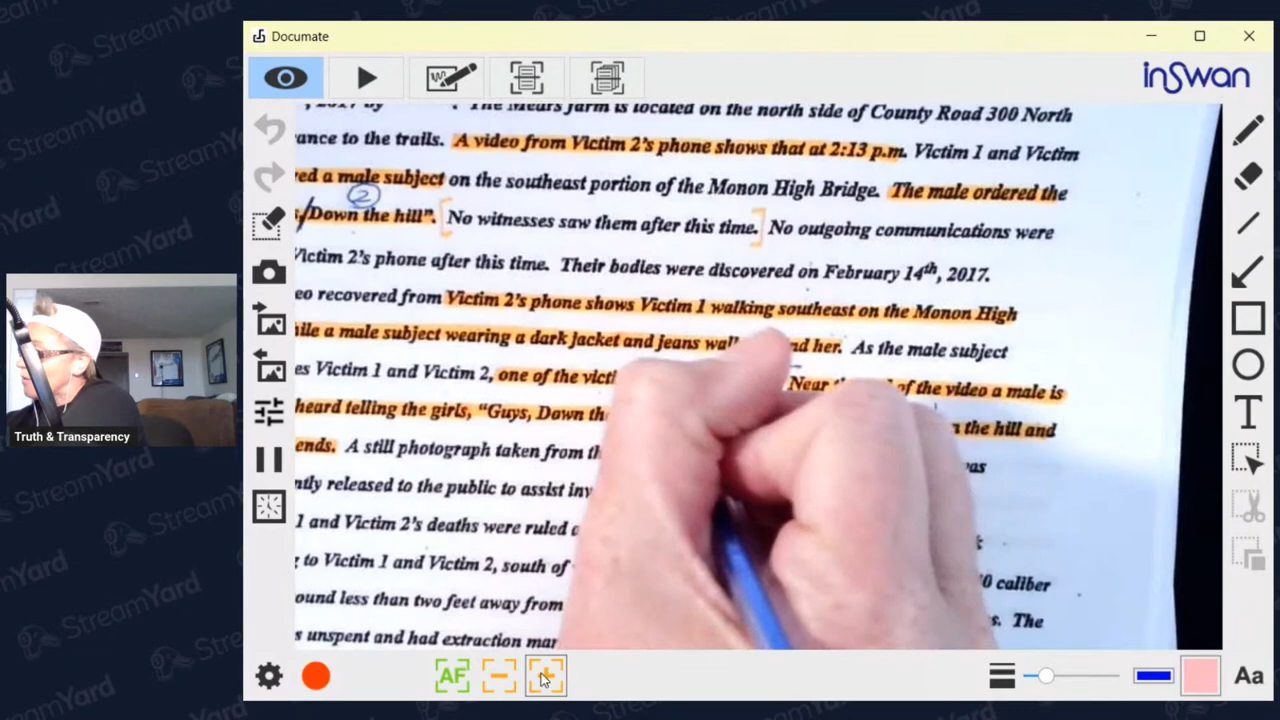 StreamYard
Documate
inSwan
. The Mears farm is located on the north side of County Road 300 North
ance to the trails. A video from Victim 2's phone shows that at 2:13 p.m. Victim 1 and Victim
ed a male subject on the southeast portion of the Monon High Bridge. The male ordered the
2
Down the hill". No witnesses saw them after this time. No outgoing communications were
Victim 2's phone after this time. Their bodies were discovered on February 14th, 2017.
eo recovered from Victim 2's phone shows Victim 1 walking southeast on the Monon High
ile a male subject wearing a dark jacket and jeans wal nd her. As the male subject
es Victim 1 and Victim 2, one of the victi Near of the video a male is
heard telling the girls, "Guys, Down th the hill and
ends. A still photograph taken from th as
ntly released to the public to assist inv
1 and Victim 2's deaths were ruled
to Victim 1 and Victim 2, south of 0 caliber
ound less than two feet away from s. The
s unspent and had extraction mar
Truth & Transparency
T
AF
Aa